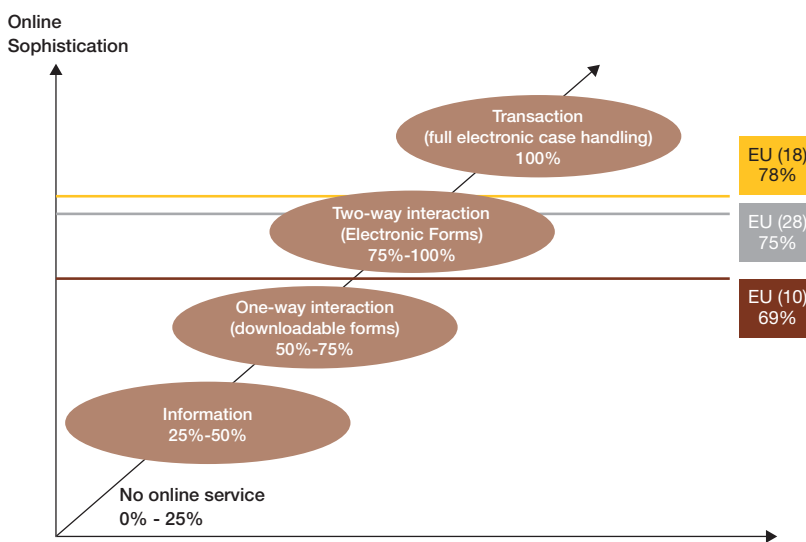 Online
Sophistication
Transaction
(full electronic case handling)
100%
EU (18)
78%
Two-way interaction
(Electronic Forms)
75%-100%
EU (28)
75%
EU (10)
69%
One-way interaction
(downloadable forms)
50%-75%
Information
25%-50%
No online service
0% - 25%